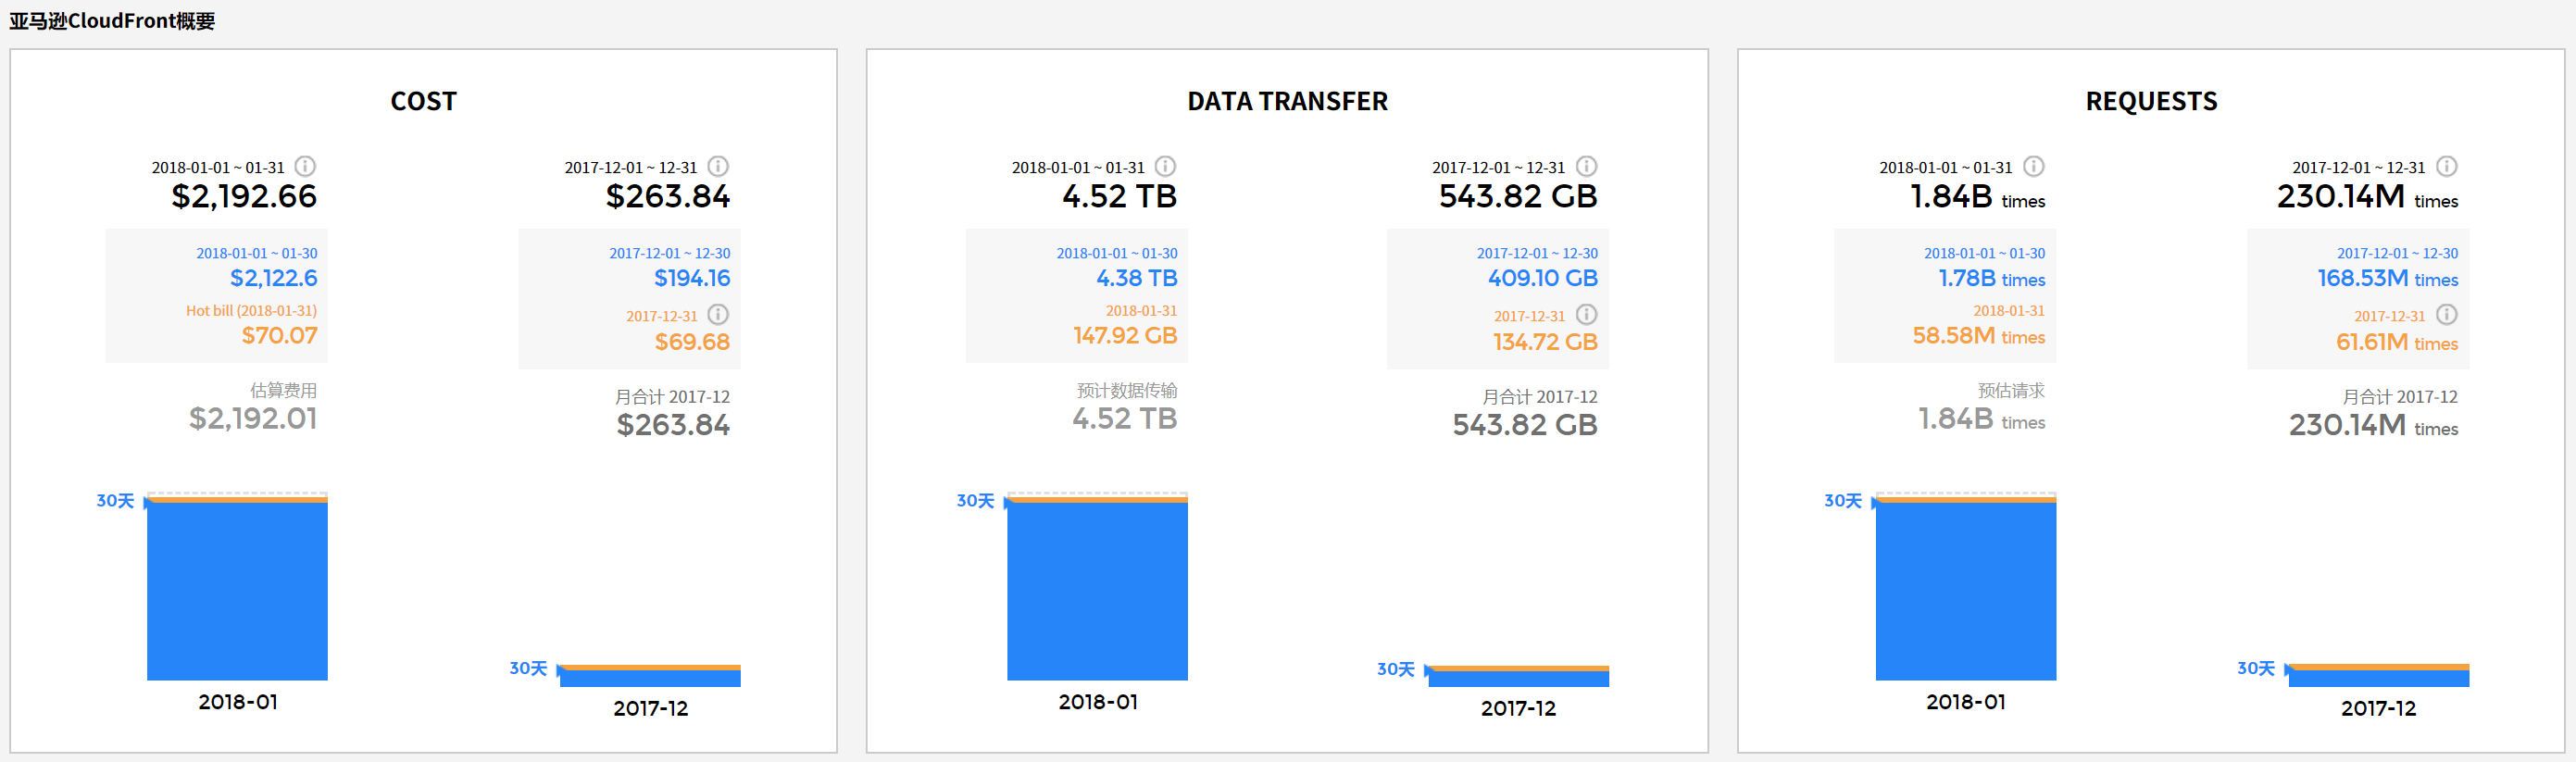 亚马逊CloudFront概要
COST
2018-01-01 ~ 01-31
$2,192.66
2018-01-01 ~ 01-30
$2,122.6
Hot bill (2018-01-31)
$70.07
估算费用
$2,192.01
30天
2018-01
2017-12-01 ~ 12-31
$263.84
2017-12-01 ~ 12-30
$194.16
2017-12-31
$69.68
月合计 2017-12
$263.84
30天
2017-12
DATA TRANSFER
2018-01-01 ~ 01-31
4.52 TB
2018-01-01 ~ 01-30
4.38 TB
2018-01-31
147.92 GB
预计数据传输
4.52 TB
30天
2018-01
2017-12-01 ~ 12-31
543.82 GB
2017-12-01 ~ 12-30
409.10 GB
2017-12-31
134.72 GB
月合计 2017-12
543.82 GB
30天
2017-12
REQUESTS
2018-01-01 ~ 01-31
1.84B times
2018-01-01 ~ 01-30
1.78B times
2018-01-31
58.58M times
预估请求
1.84B times
30天
2018-01
2017-12-01 ~ 12-31
230.14M times
2017-12-01 ~ 12-30
168.53M times
2017-12-31
61.61M times
月合计 2017-12
230.14M times
30天
2017-12